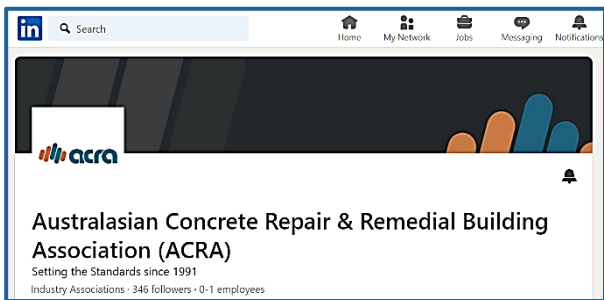 in Search Home My Network Jobs Messaging Notifications
acra
Australasian Concrete Repair & Remedial Building
Association (ACRA)
Setting the Standards since 1991
Industry Associations · 346 followers · 0-1 employees